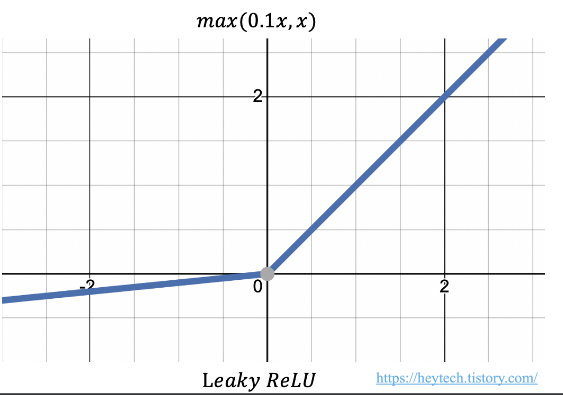 max(0.1x, x)
2
-2
0
2
Leaky ReLU
https://heytech.tistory.com/